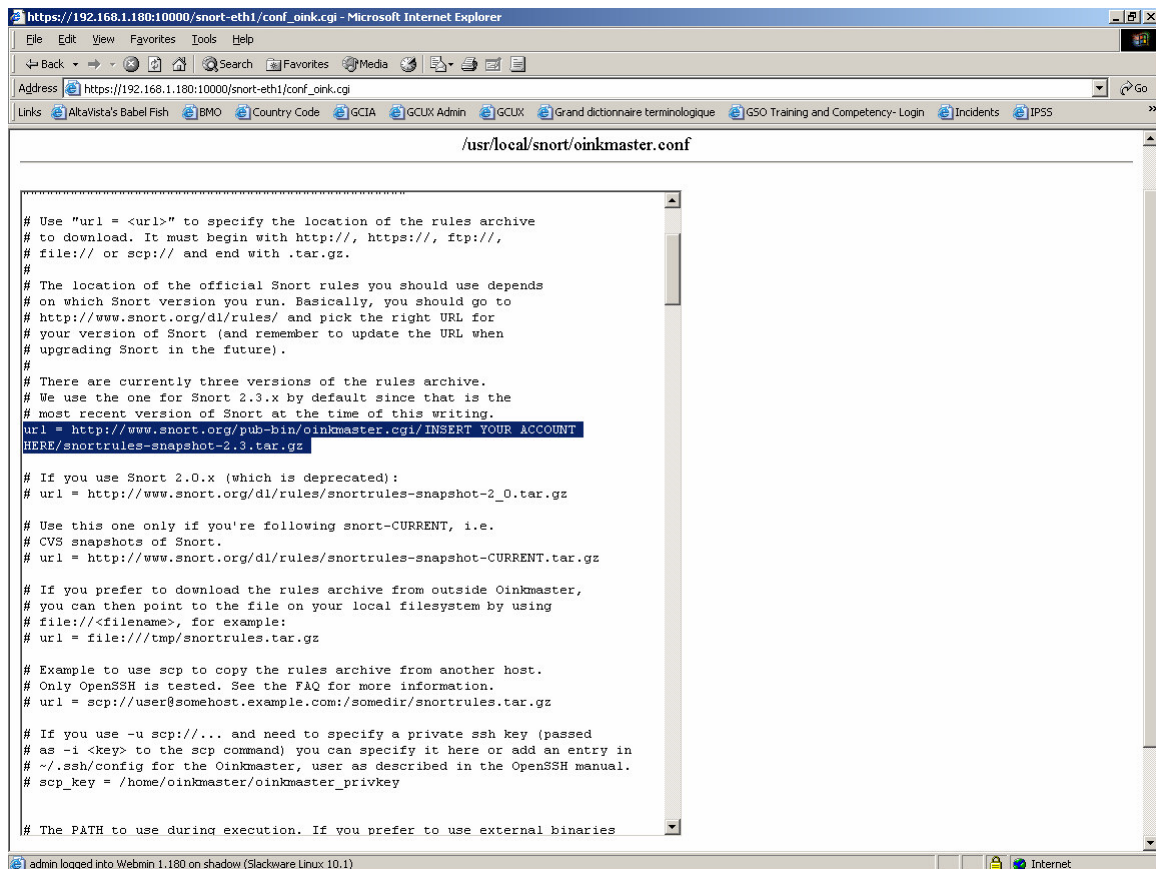 https://192.168.1.180:10000/snort-eth1/conf_oink.cgi - Microsoft Internet Explorer
File Edit View Favorites Tools Help
Back Search Favorites Media
Address https://192.168.1.180:10000/snort-eth1/conf_oink.cgi Go
Links AltaVista's Babel Fish BMO Country Code GCIA GCUX Admin GCUX Grand dictionnaire terminologique GSO Training and Competency- Login Incidents IPSS »
/usr/local/snort/oinkmaster.conf
# Use "url = <url>" to specify the location of the rules archive
# to download. It must begin with http://, https://, ftp://,
# file:// or scp:// and end with .tar.gz.
#
# The location of the official Snort rules you should use depends
# on which Snort version you run. Basically, you should go to
# http://www.snort.org/dl/rules/ and pick the right URL for
# your version of Snort (and remember to update the URL when
# upgrading Snort in the future).
#
# There are currently three versions of the rules archive.
# We use the one for Snort 2.3.x by default since that is the
# most recent version of Snort at the time of this writing.
url = http://www.snort.org/pub-bin/oinkmaster.cgi/INSERT YOUR ACCOUNT
HERE/snortrules-snapshot-2.3.tar.gz
# If you use Snort 2.0.x (which is deprecated):
# url = http://www.snort.org/dl/rules/snortrules-snapshot-2_0.tar.gz
# Use this one only if you're following snort-CURRENT, i.e.
# CVS snapshots of Snort.
# url = http://www.snort.org/dl/rules/snortrules-snapshot-CURRENT.tar.gz
# If you prefer to download the rules archive from outside Oinkmaster,
# you can then point to the file on your local filesystem by using
# file://<filename>, for example:
# url = file:///tmp/snortrules.tar.gz
# Example to use scp to copy the rules archive from another host.
# Only OpenSSH is tested. See the FAQ for more information.
# url = scp://user@somehost.example.com:/somedir/snortrules.tar.gz
# If you use -u scp://... and need to specify a private ssh key (passed
# as -i <key> to the scp command) you can specify it here or add an entry in
# ~/.ssh/config for the Oinkmaster, user as described in the OpenSSH manual.
# scp_key = /home/oinkmaster/oinkmaster_privkey
# The PATH to use during execution. If you prefer to use external binaries
admin logged into Webmin 1.180 on shadow (Slackware Linux 10.1) Internet